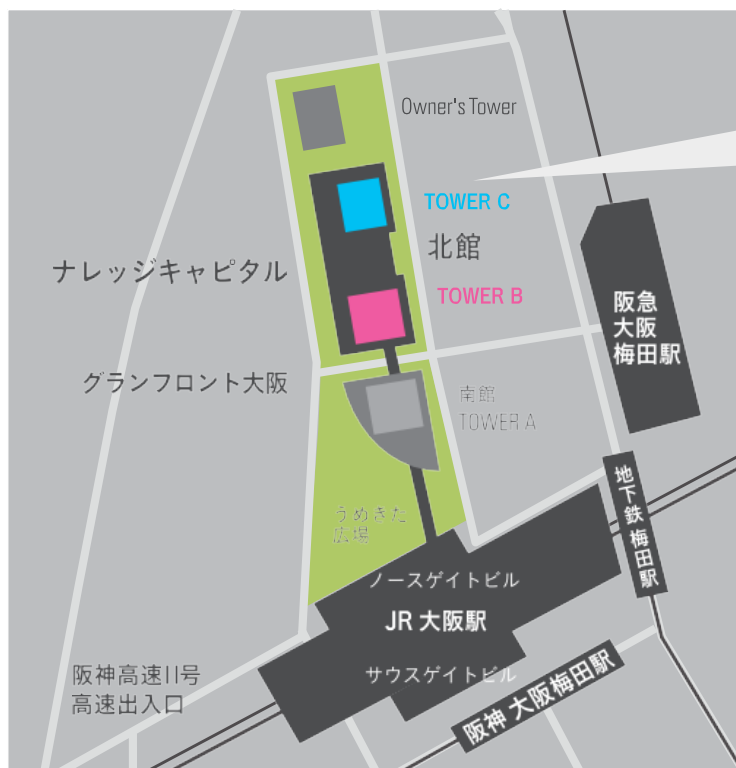 Owner's Tower
TOWER C
北館
ナレッジキャピタル
TOWER B
阪急
大阪
梅田駅
グランフロント大阪
南館
TOWER A
地下鉄 梅田駅
うめきた
広場
ノースゲイトビル
JR 大阪駅
サウスゲイトビル
阪神高速11号
高速出入口
阪神 大阪梅田駅